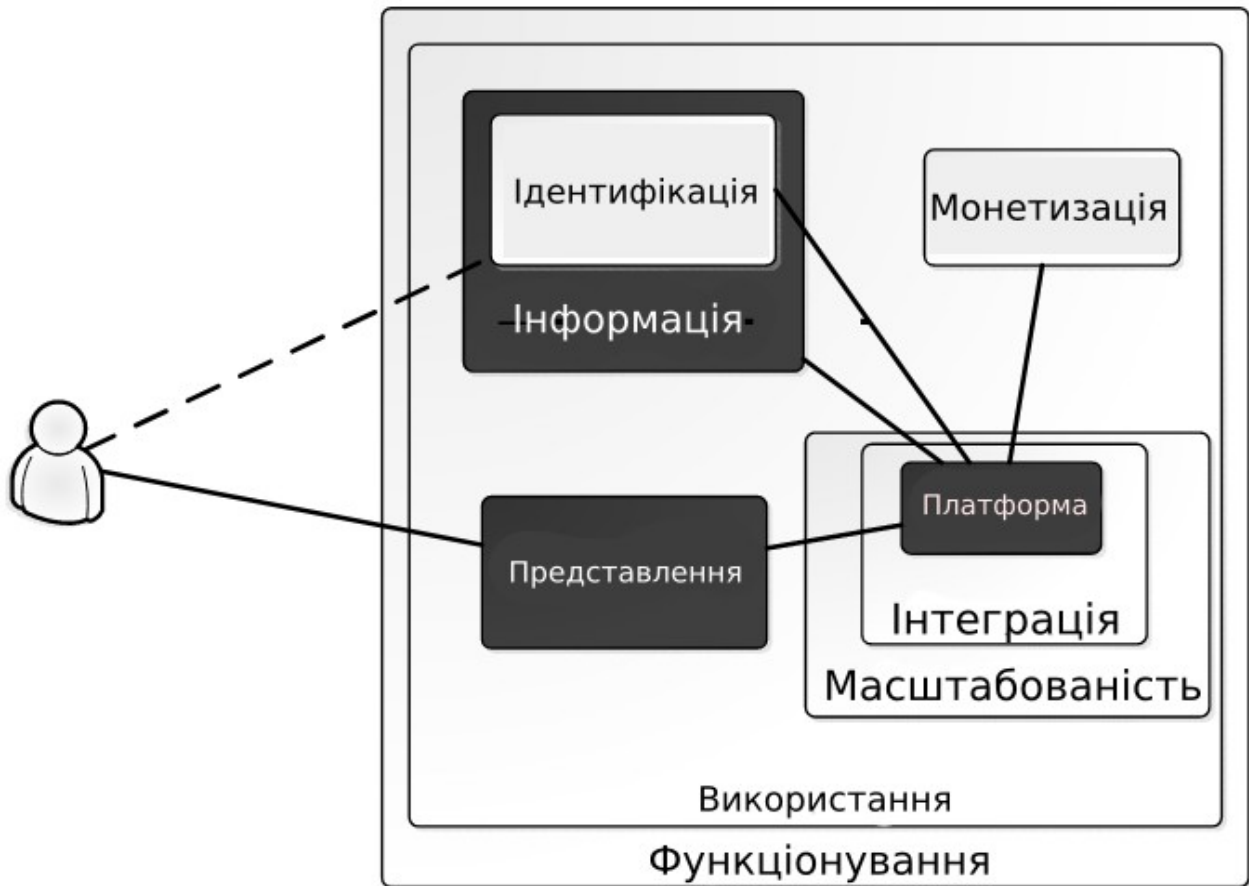 Ідентифікація
Монетизація
Інформація
Платформа
Представлення
Інтеграція
Масштабованість
Використання
Функціонування